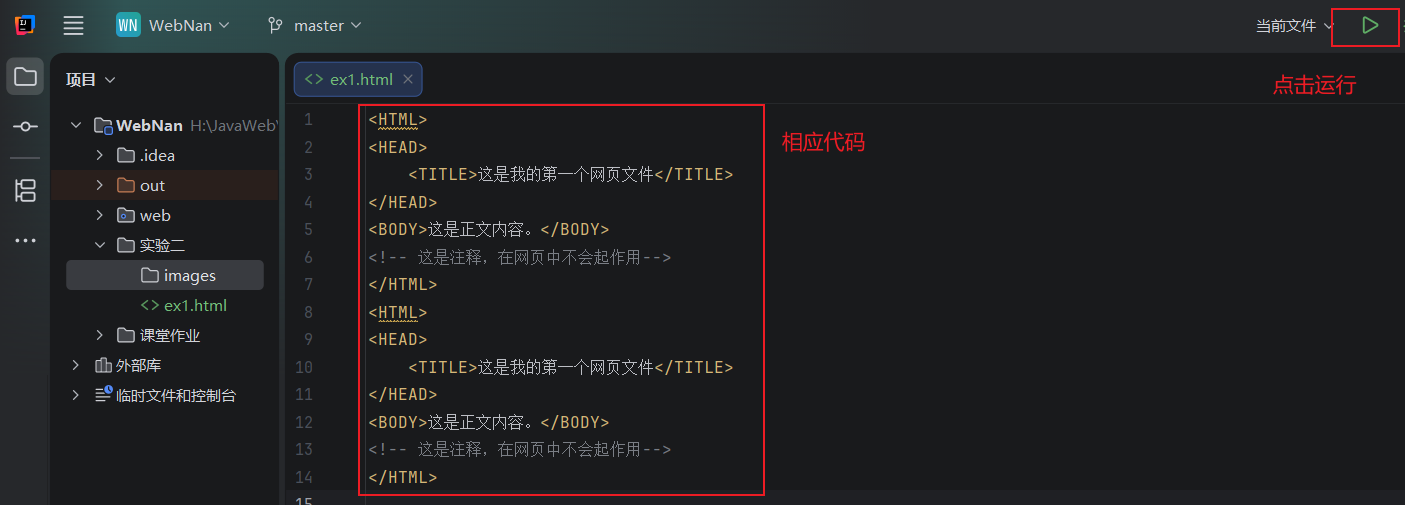 WN WebNan master 当前文件
点击运行
项目
ex1.html
WebNan H:\JavaWeb\
.idea
out
web
实验二
images
ex1.html
课堂作业
外部库
临时文件和控制台
相应代码
1 <HTML>
2 <HEAD>
3 <TITLE>这是我的第一个网页文件</TITLE>
4 </HEAD>
5 <BODY>这是正文内容。</BODY>
6 <!-- 这是注释，在网页中不会起作用-->
7 </HTML>
8 <HTML>
9 <HEAD>
10 <TITLE>这是我的第一个网页文件</TITLE>
11 </HEAD>
12 <BODY>这是正文内容。</BODY>
13 <!-- 这是注释，在网页中不会起作用-->
14 </HTML>
15